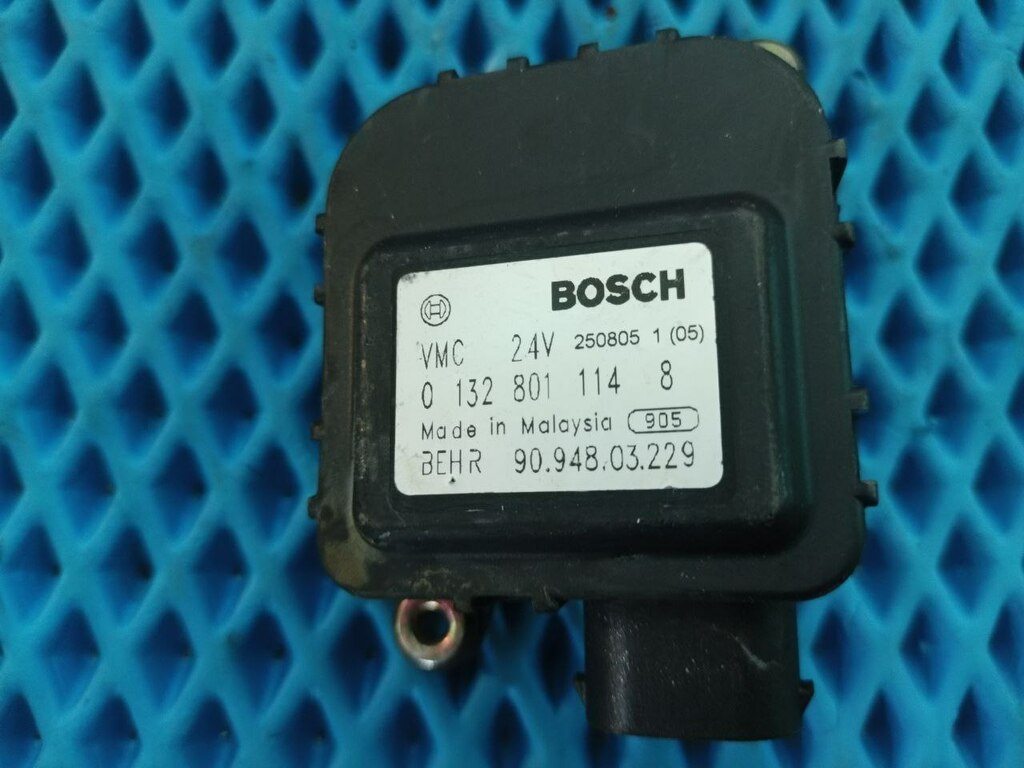 BOSCH
VMC 24V 250805 1 (05)
0 132 801 114 8
Made in Malaysia 905
BEHR 90.948.03.229